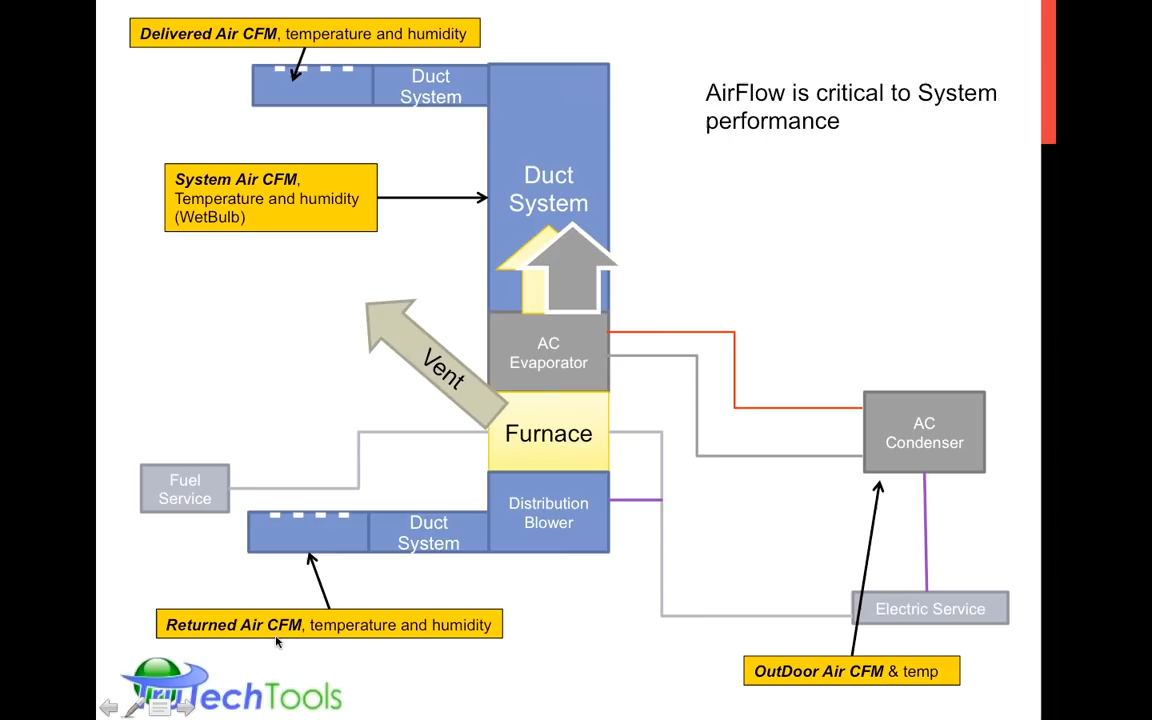 Delivered Air CFM, temperature and humidity
Duct
System
AirFlow is critical to System
performance
System Air CFM,
Temperature and humidity
(WetBulb)
Duct
System
Vent
AC
Evaporator
Furnace
AC
Condenser
Fuel
Service
Distribution
Blower
Duct
System
Electric Service
Returned Air CFM, temperature and humidity
OutDoor Air CFM & temp
TruTechTools